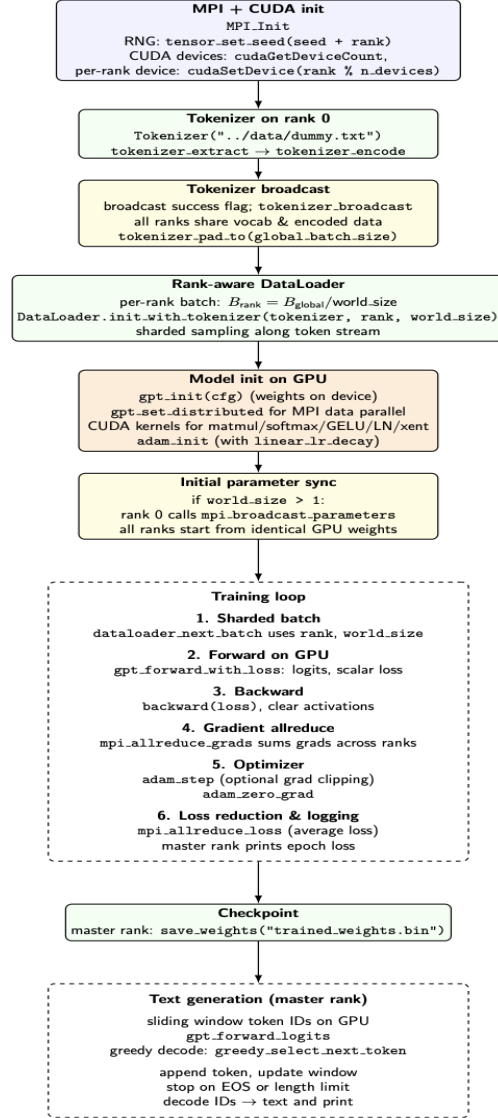 MPI + CUDA init
MPI_Init
RNG: tensor_set_seed(seed + rank)
CUDA devices: cudaGetDeviceCount,
per-rank device: cudaSetDevice(rank % n_devices)
Tokenizer on rank 0
Tokenizer("../data/dummy.txt")
tokenizer_extract → tokenizer_encode
Tokenizer broadcast
broadcast success flag; tokenizer_broadcast
all ranks share vocab & encoded data
tokenizer_pad_to(global_batch_size)
Rank-aware DataLoader
per-rank batch: B_rank = B_global/world_size
DataLoader.init_with_tokenizer(tokenizer, rank, world_size)
sharded sampling along token stream
Model init on GPU
gpt_init(cfg) (weights on device)
gpt_set_distributed for MPI data parallel
CUDA kernels for matmul/softmax/GELU/LN/xent
adam_init (with linear_lr_decay)
Initial parameter sync
if world_size > 1:
rank 0 calls mpi_broadcast_parameters
all ranks start from identical GPU weights
Training loop
1. Sharded batch
dataloader_next_batch uses rank, world_size
2. Forward on GPU
gpt_forward_with_loss: logits, scalar loss
3. Backward
backward(loss), clear activations
4. Gradient allreduce
mpi_allreduce_grads sums grads across ranks
5. Optimizer
adam_step (optional grad clipping)
adam_zero_grad
6. Loss reduction & logging
mpi_allreduce_loss (average loss)
master rank prints epoch loss
Checkpoint
master rank: save_weights("trained_weights.bin")
Text generation (master rank)
sliding window token IDs on GPU
gpt_forward_logits
greedy decode: greedy_select_next_token
append token, update window
stop on EOS or length limit
decode IDs → text and print